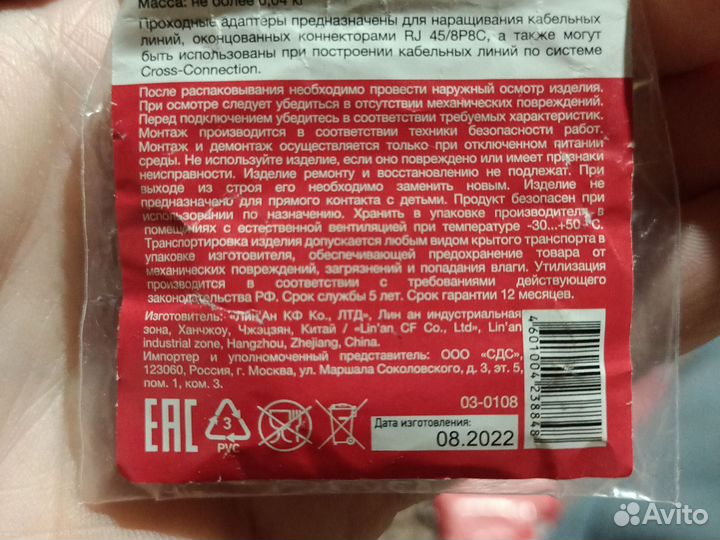 Масса: не более 0,04 кг
Проходные адаптеры предназначены для наращивания кабельных
линий, оконцованных коннекторами RJ 45/8P8C, а также могут
быть использованы при построении кабельных линий по системе
Cross-Connection.
После распаковывания необходимо провести наружный осмотр изделия.
При осмотре следует убедиться в отсутствии механических повреждений.
Перед подключением убедитесь в соответствии требуемых характеристик.
Монтаж производится в соответствии техники безопасности работ.
Монтаж и демонтаж осуществляется только при отключенном питании
среды. Не используйте изделие, если оно повреждено или имеет признаки
неисправности. Изделие ремонту и восстановлению не подлежат. При
выходе из строя его необходимо заменить новым. Изделие не
предназначено для прямого контакта с детьми. Продукт безопасен при
использовании по назначению. Хранить в упаковке производителя в
помещениях с естественной вентиляцией при температуре -30...+50°С.
Транспортировка изделия допускается любым видом крытого транспорта в
упаковке изготовителя, обеспечивающей предохранение товара от
механических повреждений, загрязнений и попадания влаги. Утилизация
производится в соответствии с требованиями действующего
законодательства РФ. Срок службы 5 лет. Срок гарантии 12 месяцев.
Изготовитель: «Лин'Ан КФ Ко., ЛТД», Лин ан индустриальная
зона, Ханчжоу, Чжэцзян, Китай / «Lin'an CF Co., Ltd», Lin'an
industrial zone, Hangzhou, Zhejiang, China.
Импортер и уполномоченный представитель: ООО «СДС»,
123060, Россия, г. Москва, ул. Маршала Соколовского, д. 3, эт. 5,
пом. 1, ком. 3.
03-0108
EAC
3
PVC
Дата изготовления:
08.2022
4601004238848
Avito